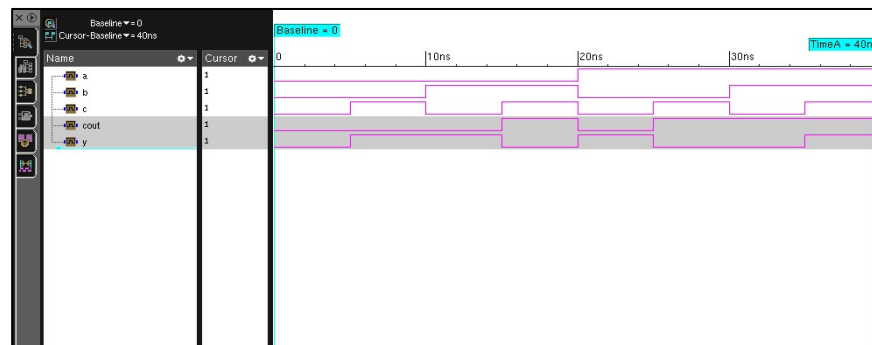 Baseline▼= 0
Cursor-Baseline▼= 40ns
Baseline = 0
TimeA = 40n
Name
Cursor
0
10ns
20ns
30ns
a
1
b
1
c
1
cout
1
y
1